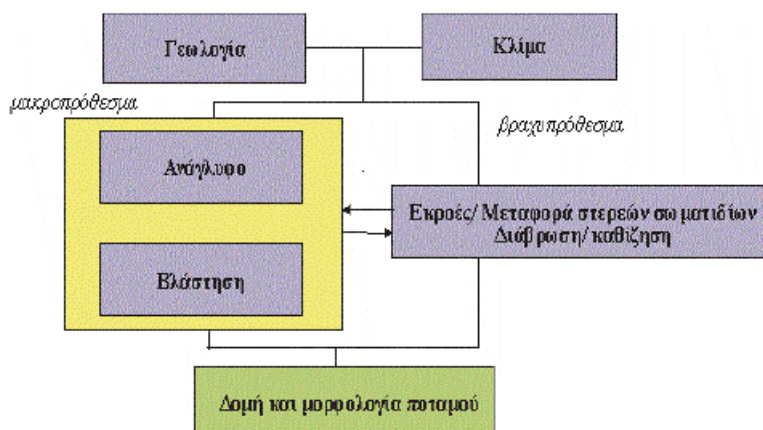 Γεωλογία
Κλίμα
μακροπρόθεσμα
βραχυπρόθεσμα
Ανάγλυφο
Εκροές/ Μεταφορά στερεών σωματιδίων
Διάβρωση/ καθίζηση
Βλάστηση
Δομή και μορφολογία ποταμού